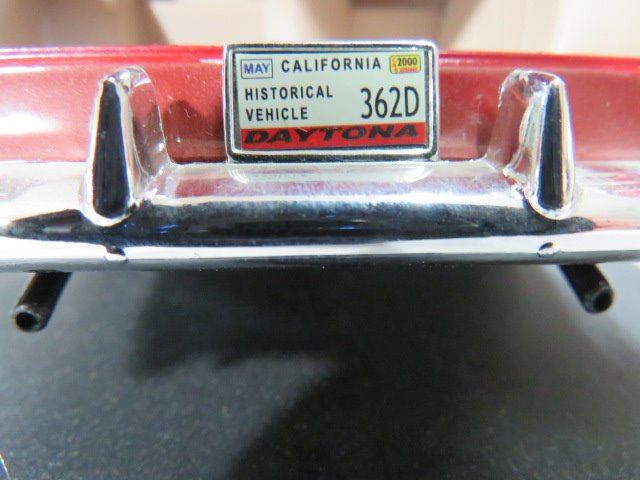 MAY CALIFORNIA 2000
HISTORICAL
VEHICLE 362D
DAYTONA